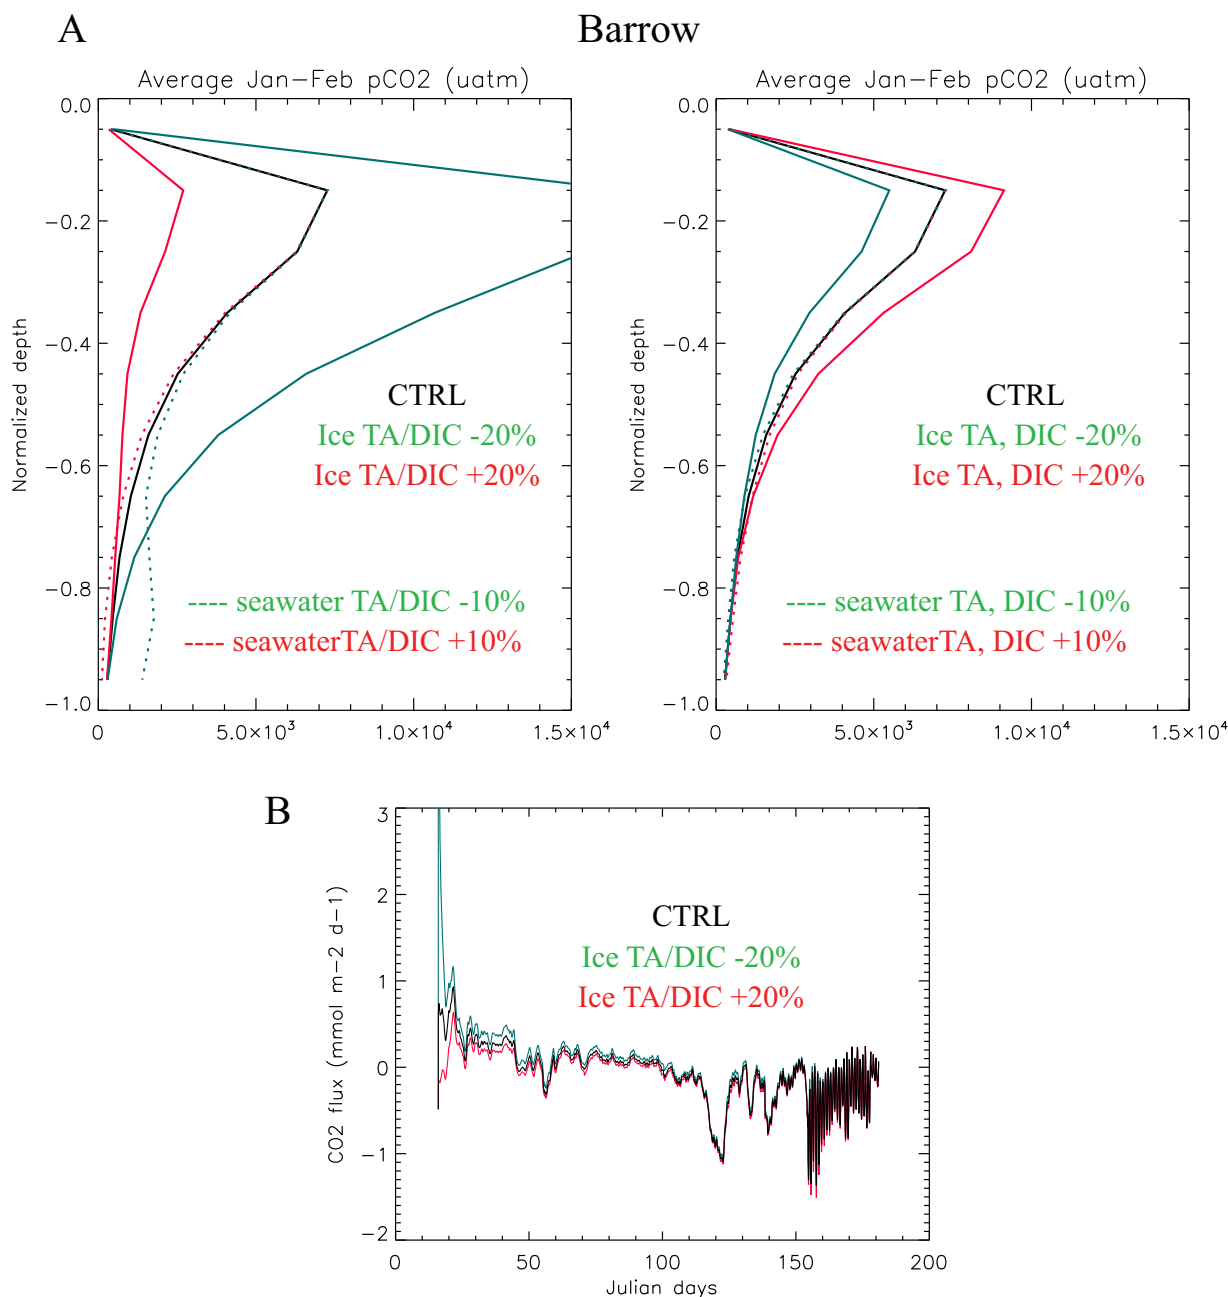 A
Barrow
Average Jan-Feb pCO2 (uatm)
0.0
-0.2
-0.4
-0.6
-0.8
-1.0
Normalized depth
CTRL
Ice TA/DIC -20%
Ice TA/DIC +20%
---- seawater TA/DIC -10%
---- seawaterTA/DIC +10%
0
5.0×10³
1.0×10⁴
1.5×10⁴
Average Jan-Feb pCO2 (uatm)
0.0
-0.2
-0.4
-0.6
-0.8
-1.0
Normalized depth
CTRL
Ice TA, DIC -20%
Ice TA, DIC +20%
---- seawater TA, DIC -10%
---- seawaterTA, DIC +10%
0
5.0×10³
1.0×10⁴
1.5×10⁴
B
3
2
1
0
-1
-2
CO2 flux (mmol m-2 d-1)
CTRL
Ice TA/DIC -20%
Ice TA/DIC +20%
0
50
100
150
200
Julian days